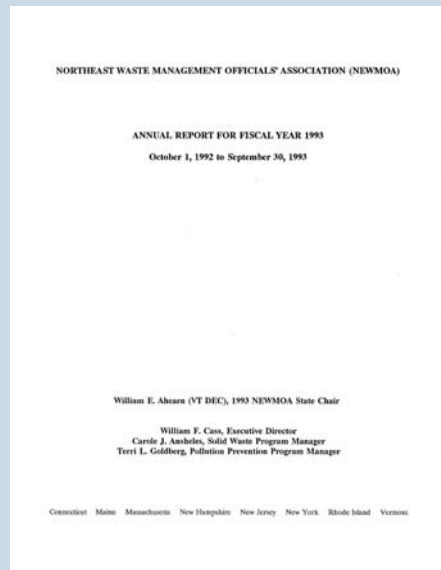 NORTHEAST WASTE MANAGEMENT OFFICIALS' ASSOCIATION (NEWMOA)
ANNUAL REPORT FOR FISCAL YEAR 1993
October 1, 1992 to September 30, 1993
William E. Ahearn (VT DEC), 1993 NEWMOA State Chair
William F. Cass, Executive Director
Carole J. Ansheles, Solid Waste Program Manager
Terri L. Goldberg, Pollution Prevention Program Manager
Connecticut Maine Massachusetts New Hampshire New Jersey New York Rhode Island Vermont